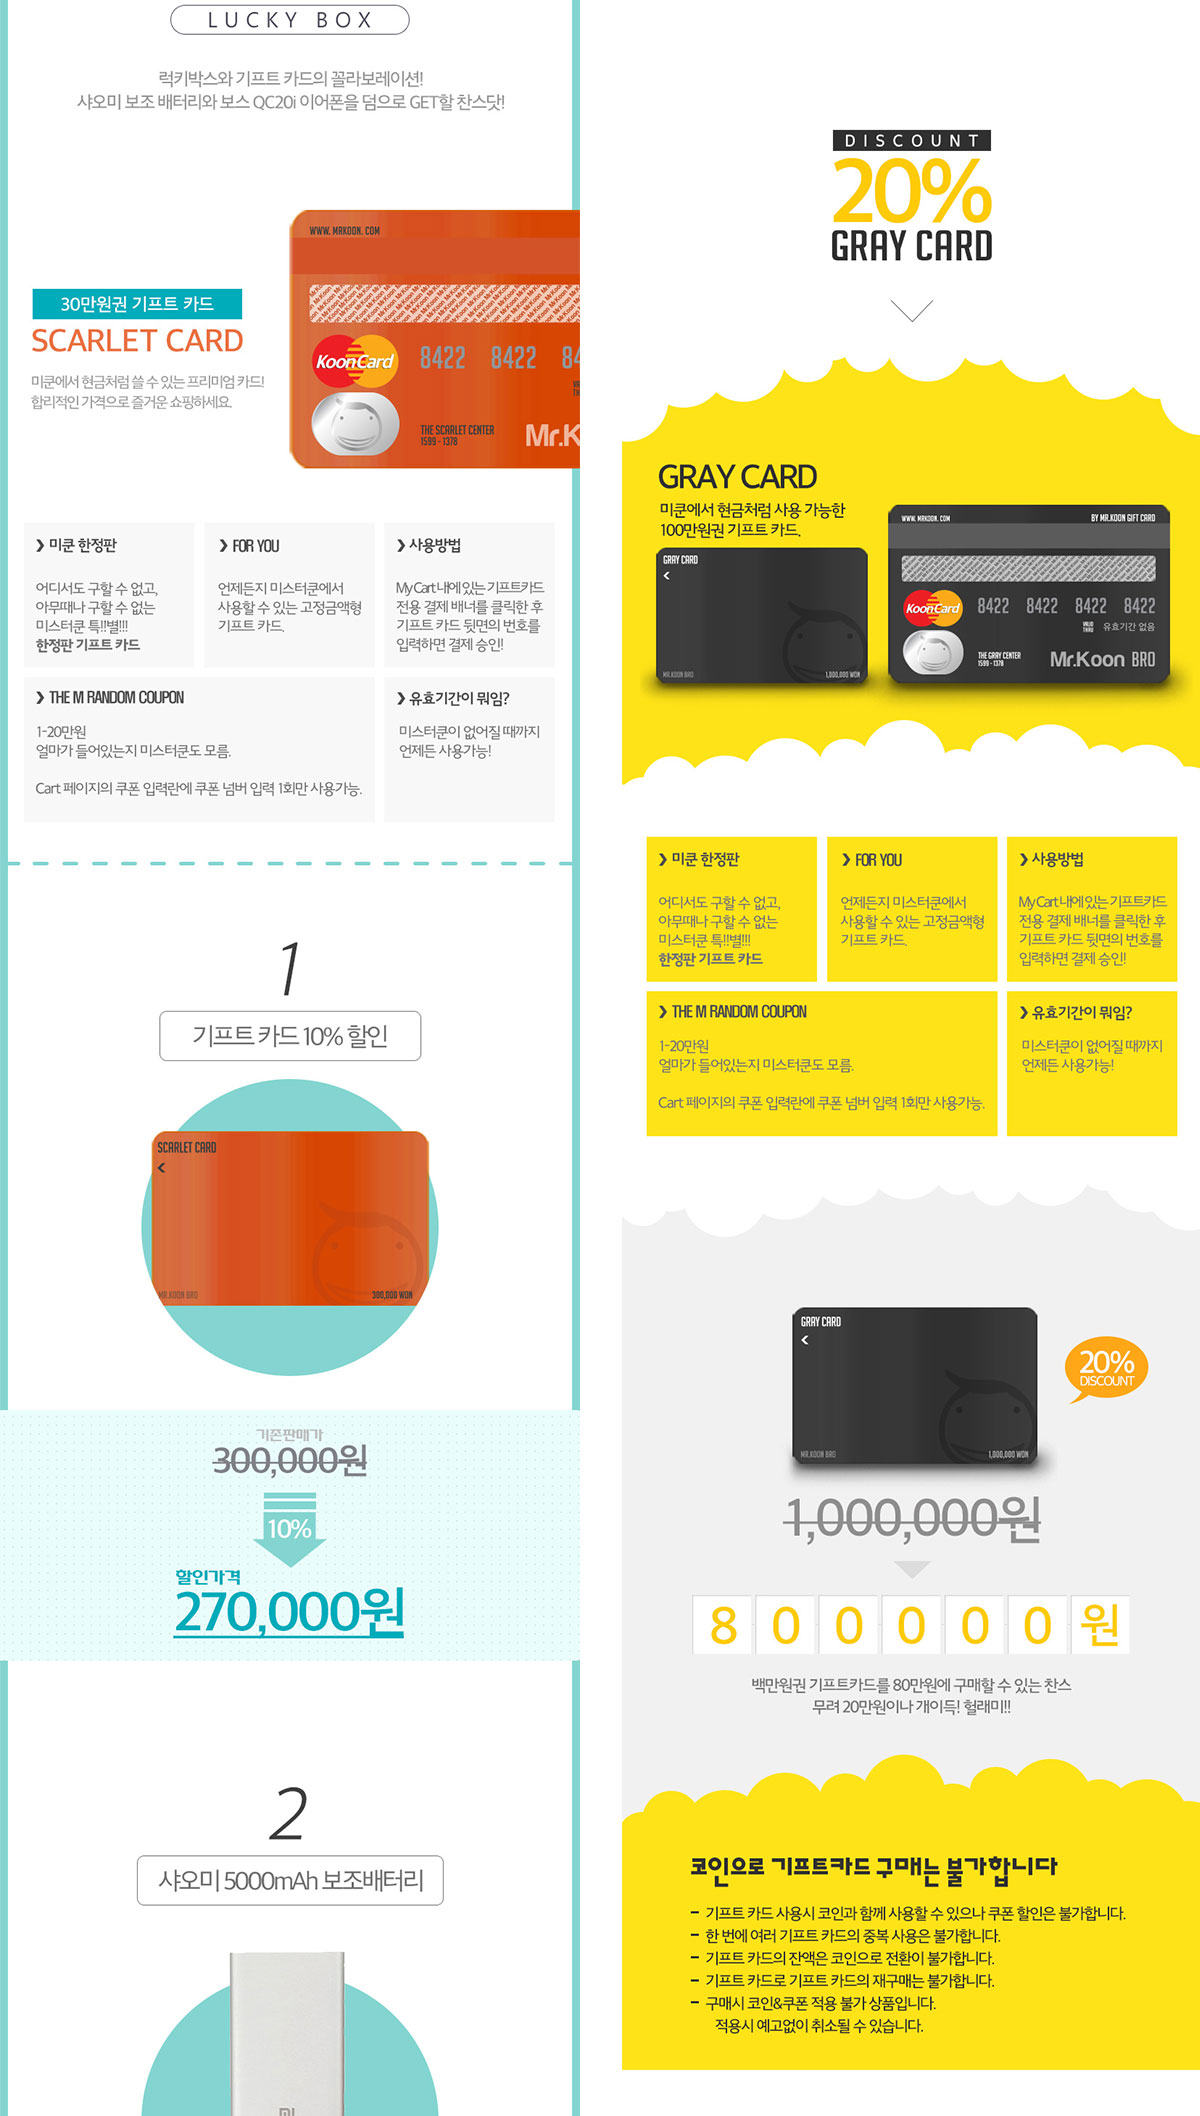 LUCKY BOX
럭키박스와 기프트 카드의 꼴라보레이션!
샤오미 보조 배터리와 보스 QC20i 이어폰을 덤으로 GET할 찬스닷!
WWW. MRKOON. COM
30만원권 기프트 카드
SCARLET CARD
미쿤에서 현금처럼 쓸 수 있는 프리미엄 카드!
합리적인 가격으로 즐거운 쇼핑하세요.
KoonCard
8422 8422 84
THE SCARLET CENTER
1599 - 1378
Mr.K
❯ 미쿤 한정판
어디서도 구할 수 없고,
아무때나 구할 수 없는
미스터쿤 특!!별!!!
한정판 기프트 카드
❯ FOR YOU
언제든지 미스터쿤에서
사용할 수 있는 고정금액형
기프트 카드.
❯ 사용방법
My Cart 내에 있는 기프트카드
전용 결제 배너를 클릭한 후
기프트 카드 뒷면의 번호를
입력하면 결제 승인!
❯ THE M RANDOM COUPON
1-20만원
얼마가 들어있는지 미스터쿤도 모름.
Cart 페이지의 쿠폰 입력란에 쿠폰 넘버 입력 1회만 사용가능.
❯ 유효기간이 뭐임?
미스터쿤이 없어질 때까지
언제든 사용가능!
1
기프트 카드 10% 할인
SCARLET CARD
MR.KOON BRO
300,000 WON
기존판매가
300,000원
10%
할인가격
270,000원
2
샤오미 5000mAh 보조배터리
DISCOUNT
20%
GRAY CARD
GRAY CARD
미쿤에서 현금처럼 사용 가능한
100만원권 기프트 카드.
GRAY CARD
MR.KOON BRO
1,000,000 WON
WWW. MRKOON. COM
BY MR.KOON GIFT CARD
KoonCard
8422 8422 8422 8422
VALID
THRU
유효기간 없음
THE GRAY CENTER
1599 - 1378
Mr.Koon BRO
❯ 미쿤 한정판
어디서도 구할 수 없고,
아무때나 구할 수 없는
미스터쿤 특!!별!!!
한정판 기프트 카드
❯ FOR YOU
언제든지 미스터쿤에서
사용할 수 있는 고정금액형
기프트 카드.
❯ 사용방법
My Cart 내에 있는 기프트카드
전용 결제 배너를 클릭한 후
기프트 카드 뒷면의 번호를
입력하면 결제 승인!
❯ THE M RANDOM COUPON
1-20만원
얼마가 들어있는지 미스터쿤도 모름.
Cart 페이지의 쿠폰 입력란에 쿠폰 넘버 입력 1회만 사용가능.
❯ 유효기간이 뭐임?
미스터쿤이 없어질 때까지
언제든 사용가능!
GRAY CARD
MR.KOON BRO
1,000,000 WON
20%
DISCOUNT
1,000,000원
800000원
백만원권 기프트카드를 80만원에 구매할 수 있는 찬스
무려 20만원이나 개이득! 헐래미!!
코인으로 기프트카드 구매는 불가합니다
- 기프트 카드 사용시 코인과 함께 사용할 수 있으나 쿠폰 할인은 불가합니다.
- 한 번에 여러 기프트 카드의 중복 사용은 불가합니다.
- 기프트 카드의 잔액은 코인으로 전환이 불가합니다.
- 기프트 카드로 기프트 카드의 재구매는 불가합니다.
- 구매시 코인&쿠폰 적용 불가 상품입니다.
적용시 예고없이 취소될 수 있습니다.